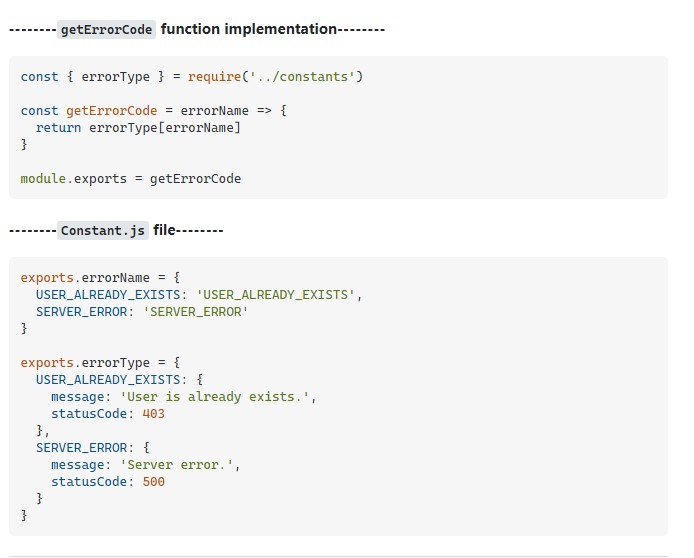 --------getErrorCode function implementation--------
const { errorType } = require('../constants')
const getErrorCode = errorName => {
  return errorType[errorName]
}
module.exports = getErrorCode
--------Constant.js file--------
exports.errorName = {
  USER_ALREADY_EXISTS: 'USER_ALREADY_EXISTS',
  SERVER_ERROR: 'SERVER_ERROR'
}
exports.errorType = {
  USER_ALREADY_EXISTS: {
    message: 'User is already exists.',
    statusCode: 403
  },
  SERVER_ERROR: {
    message: 'Server error.',
    statusCode: 500
  }
}